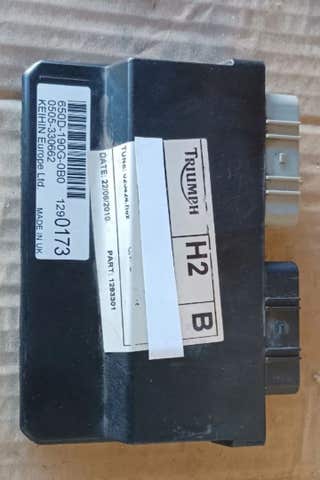 650D-190G-0B0
0505-330662
KEIHIN Europe Ltd.
1290173
MADE IN UK
DATE: 22/06/2010
PART: 1293301
TRIUMPH
H2
B